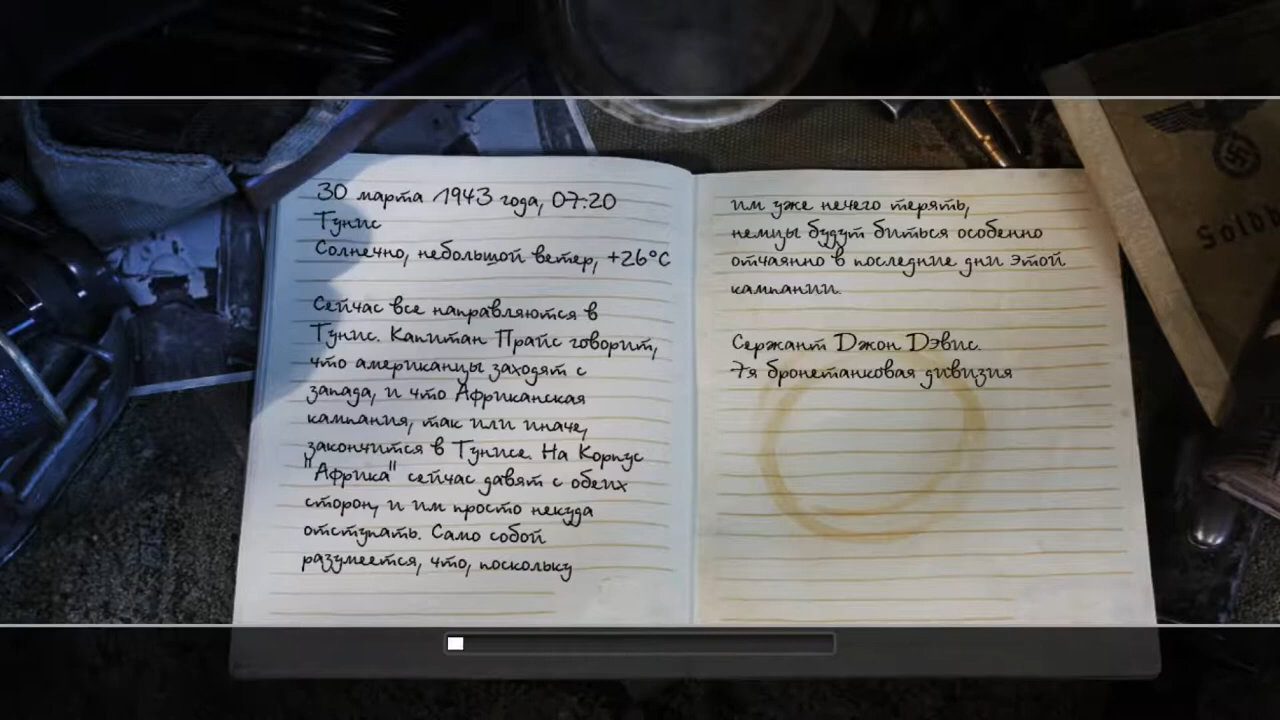 30 марта 1943 года, 07:20
Тунис
Солнечно, небольшой ветер, +26°C
Сейчас все направляются в
Тунис. Капитан Прайс говорит,
что американцы заходят с
запада, и что Африканская
кампания, так или иначе,
закончится в Тунисе. На Корпус
"Африка" сейчас давят с обеих
сторон, и им просто некуда
отступать. Само собой
разумеется, что, поскольку
им уже нечего терять,
немцы будут биться особенно
отчаянно в последние дни этой
кампании.
Сержант Джон Дэвис.
7я бронетанковая дивизия